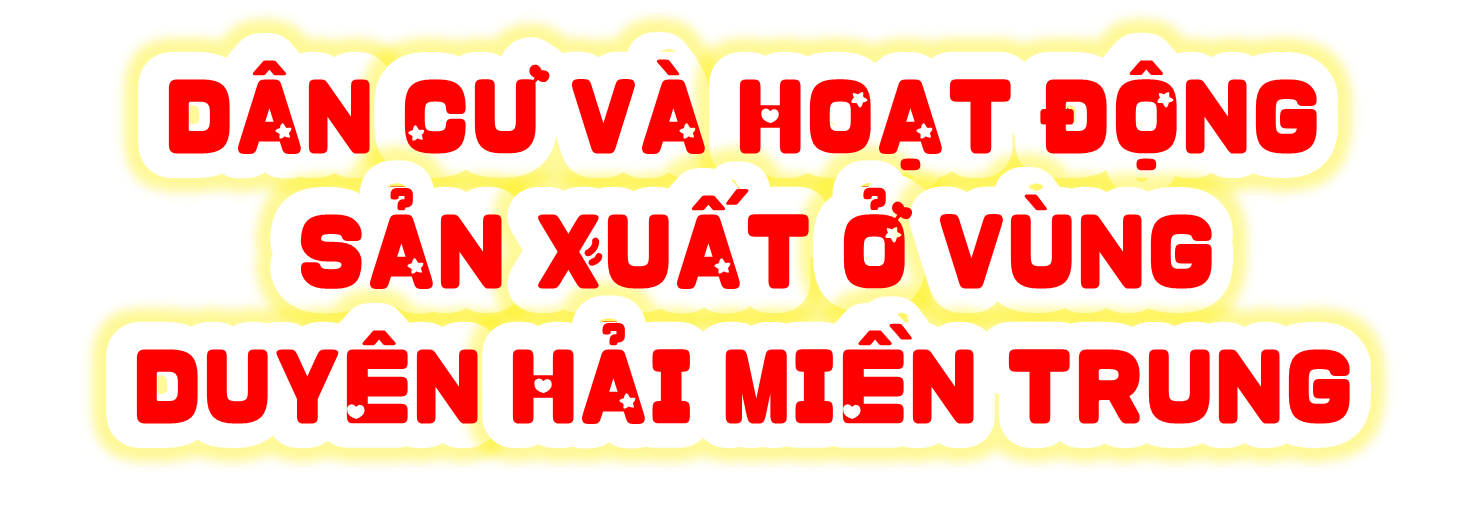 DÂN CƯ VÀ HOẠT ĐỘNG
SẢN XUẤT Ở VÙNG
DUYÊN HẢI MIỀN TRUNG